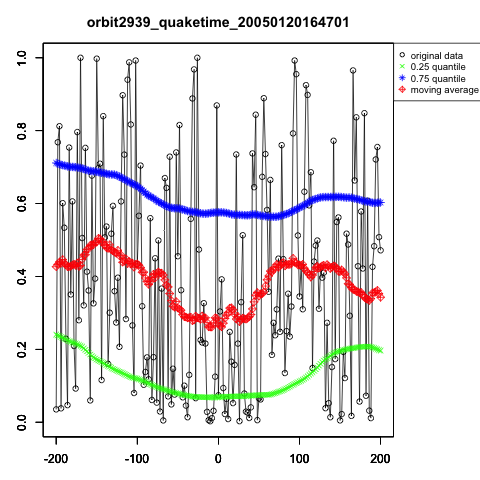 orbit2939_quaketime_20050120164701
original data
0.25 quantile
0.75 quantile
moving average
1.0
0.8
0.6
0.4
0.2
0.0
-200
-100
0
100
200